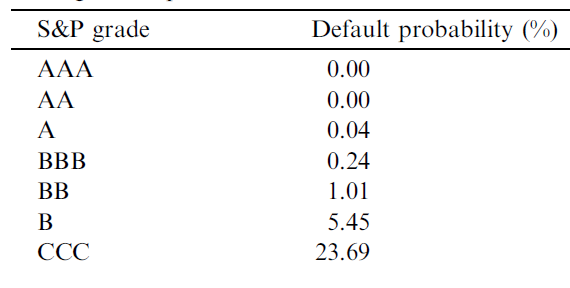 S&P grade Default probability (%)
AAA 0.00
AA 0.00
A 0.04
BBB 0.24
BB 1.01
B 5.45
CCC 23.69